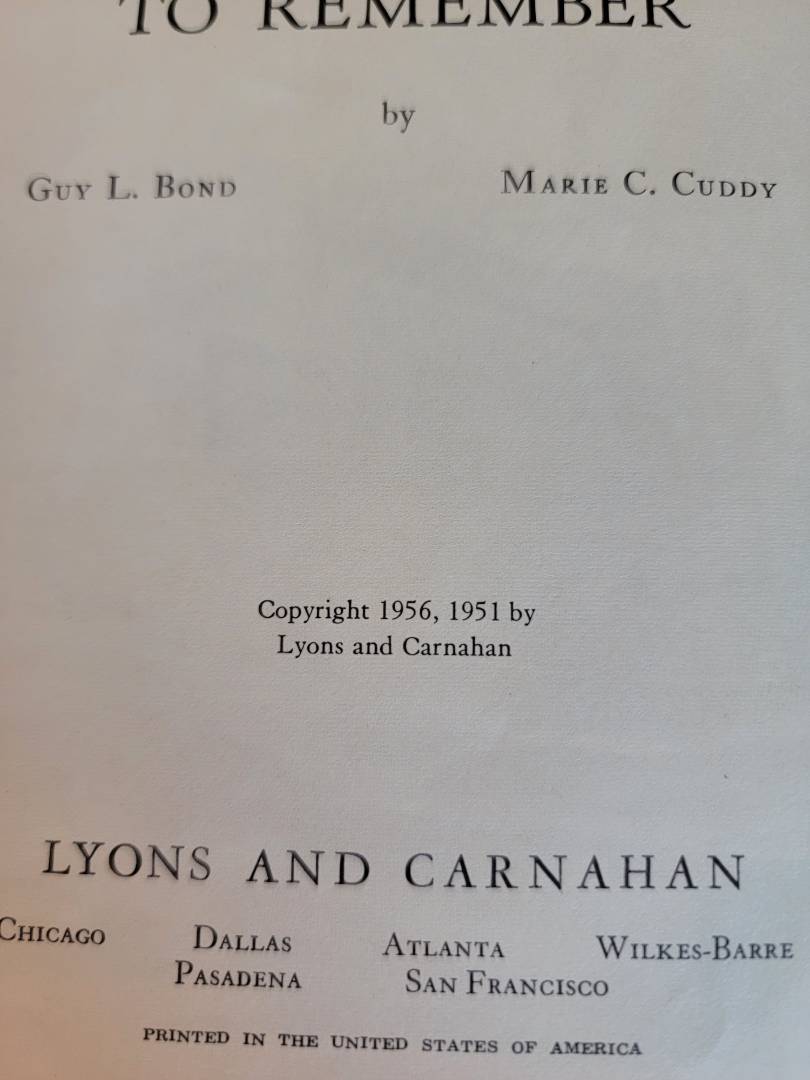 TO REMEMBER
by
GUY L. BOND MARIE C. CUDDY
Copyright 1956, 1951 by
Lyons and Carnahan
LYONS AND CARNAHAN
CHICAGO DALLAS ATLANTA WILKES-BARRE
PASADENA SAN FRANCISCO
PRINTED IN THE UNITED STATES OF AMERICA